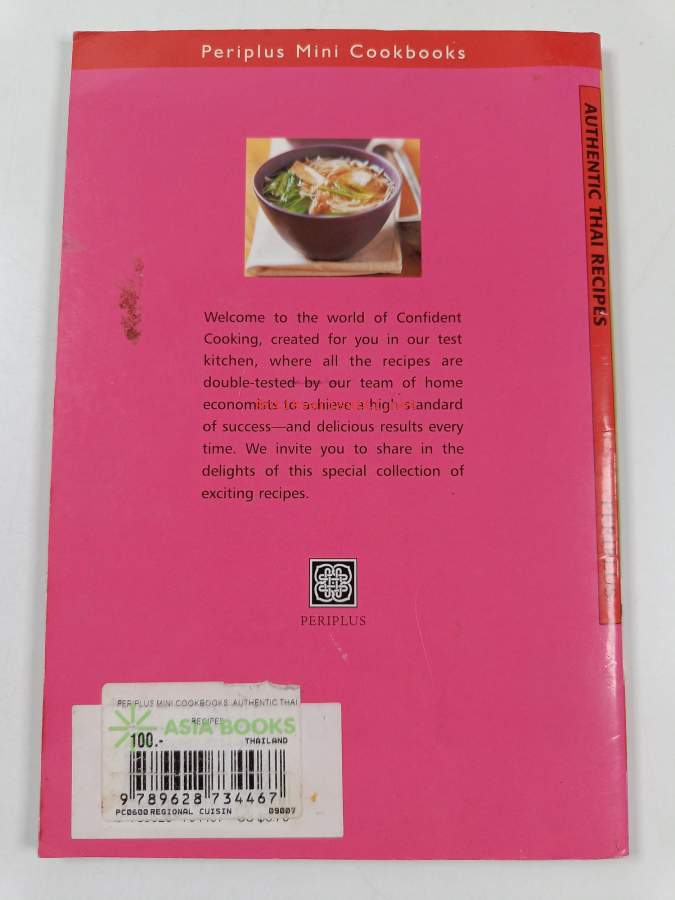 Periplus Mini Cookbooks
AUTHENTIC THAI RECIPES
Welcome to the world of Confident
Cooking, created for you in our test
kitchen, where all the recipes are
double-tested by our team of home
economists to achieve a high standard
of success—and delicious results every
time. We invite you to share in the
delights of this special collection of
exciting recipes.
PERIPLUS
PERIPLUS
PERIPLUS MINI COOKBOOKS: AUTHENTIC THAI
RECIPES
ASIA BOOKS
100.-
THAILAND
9 789628 734467
PC0600 REGIONAL CUISIN 09007